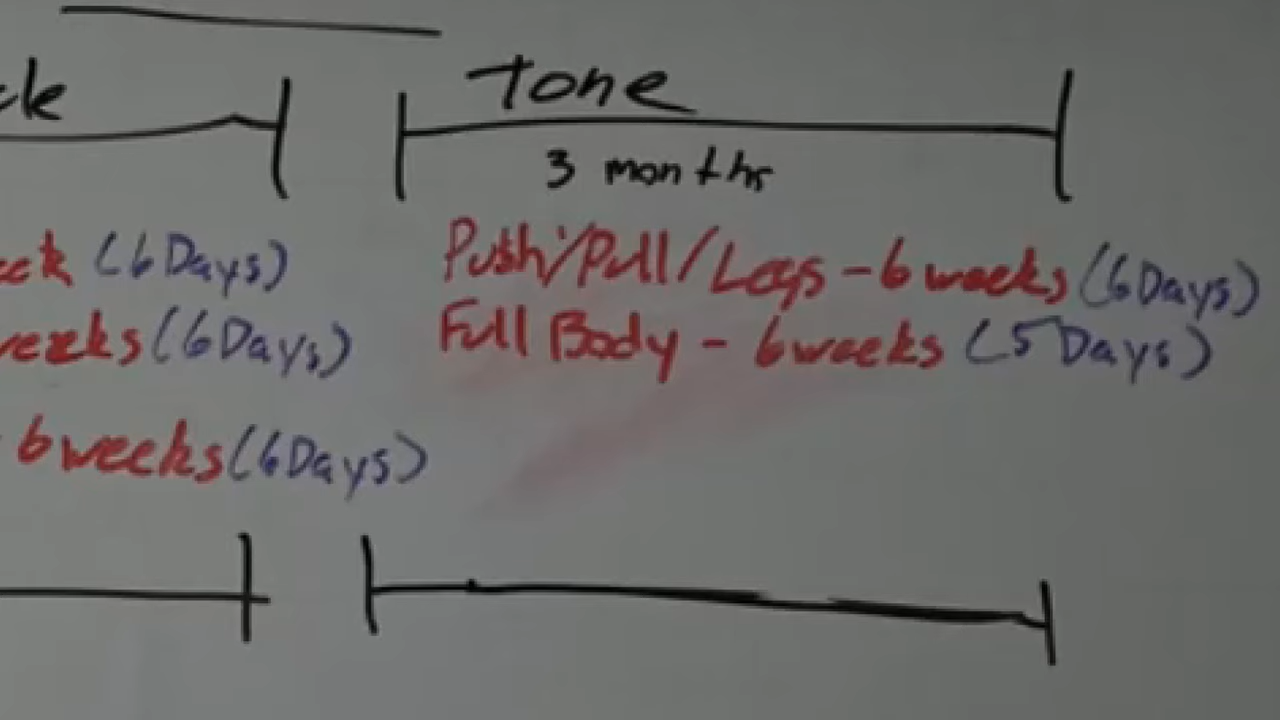 Tone
3 months
(6 Days)
weeks (6 Days)
6 weeks (6 Days)
Push/Pull/Legs - 6 weeks (6 Days)
Full Body - 6 weeks (5 Days)